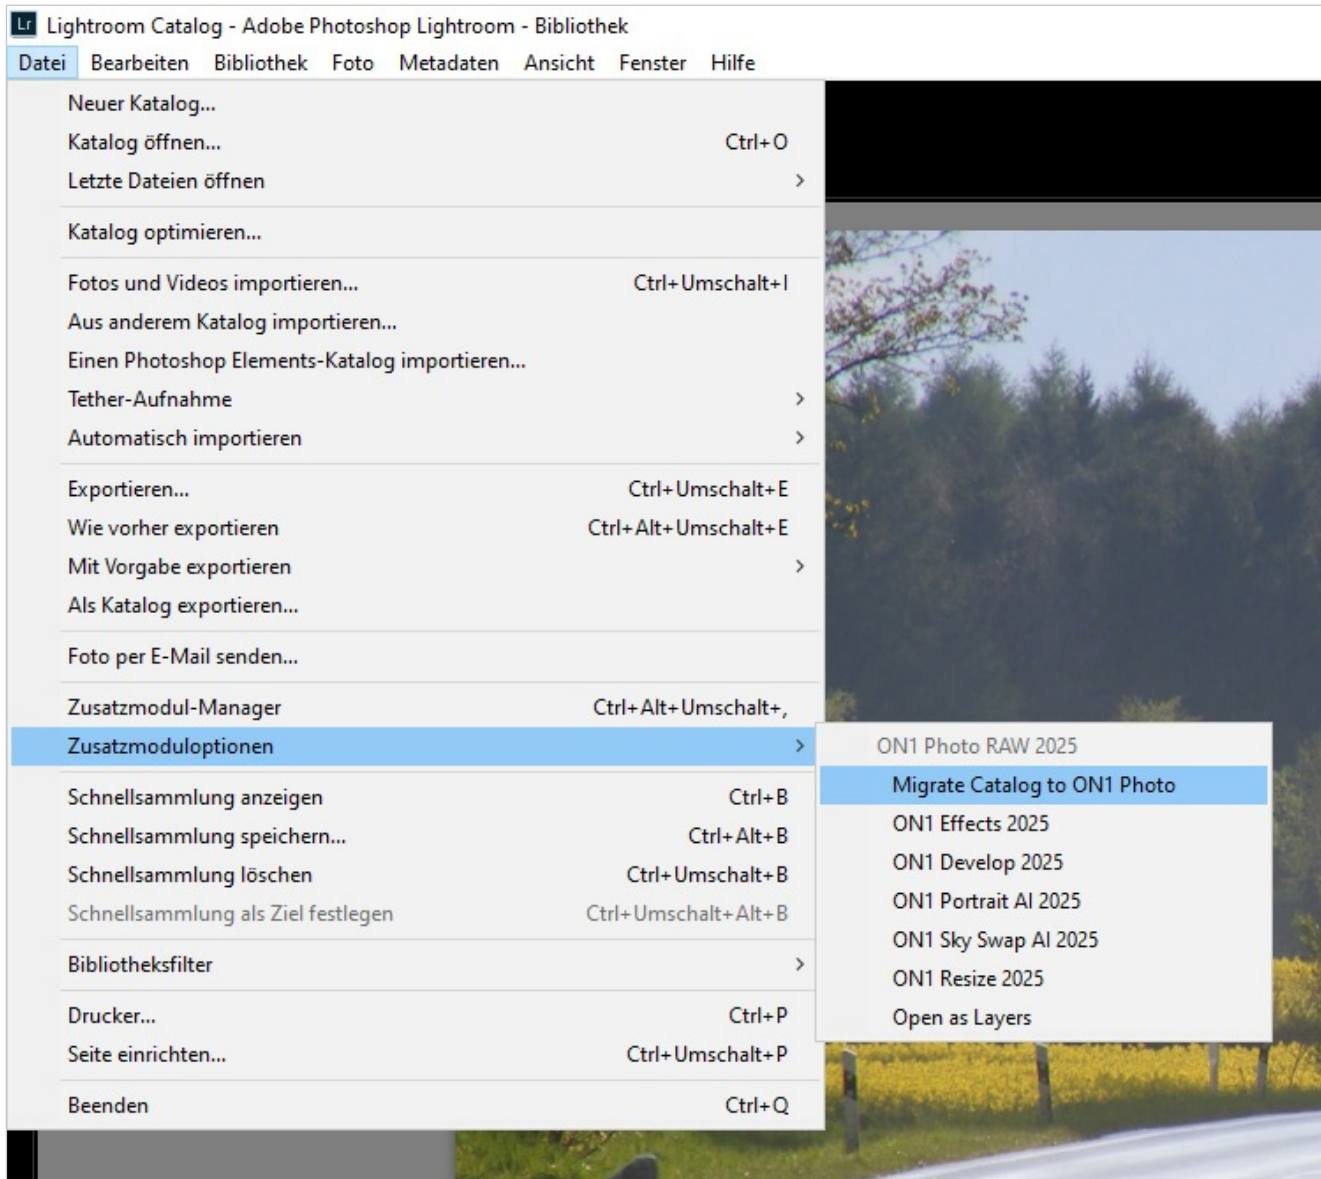 Lr Lightroom Catalog - Adobe Photoshop Lightroom - Bibliothek
Datei Bearbeiten Bibliothek Foto Metadaten Ansicht Fenster Hilfe
Neuer Katalog...
Katalog öffnen... Ctrl+O
Letzte Dateien öffnen
Katalog optimieren...
Fotos und Videos importieren... Ctrl+Umschalt+I
Aus anderem Katalog importieren...
Einen Photoshop Elements-Katalog importieren...
Tether-Aufnahme
Automatisch importieren
Exportieren... Ctrl+Umschalt+E
Wie vorher exportieren Ctrl+Alt+Umschalt+E
Mit Vorgabe exportieren
Als Katalog exportieren...
Foto per E-Mail senden...
Zusatzmodul-Manager Ctrl+Alt+Umschalt+,
Zusatzmoduloptionen
Schnellsammlung anzeigen Ctrl+B
Schnellsammlung speichern... Ctrl+Alt+B
Schnellsammlung löschen Ctrl+Umschalt+B
Schnellsammlung als Ziel festlegen Ctrl+Umschalt+Alt+B
Bibliotheksfilter
Drucker... Ctrl+P
Seite einrichten... Ctrl+Umschalt+P
Beenden Ctrl+Q
ON1 Photo RAW 2025
Migrate Catalog to ON1 Photo
ON1 Effects 2025
ON1 Develop 2025
ON1 Portrait AI 2025
ON1 Sky Swap AI 2025
ON1 Resize 2025
Open as Layers